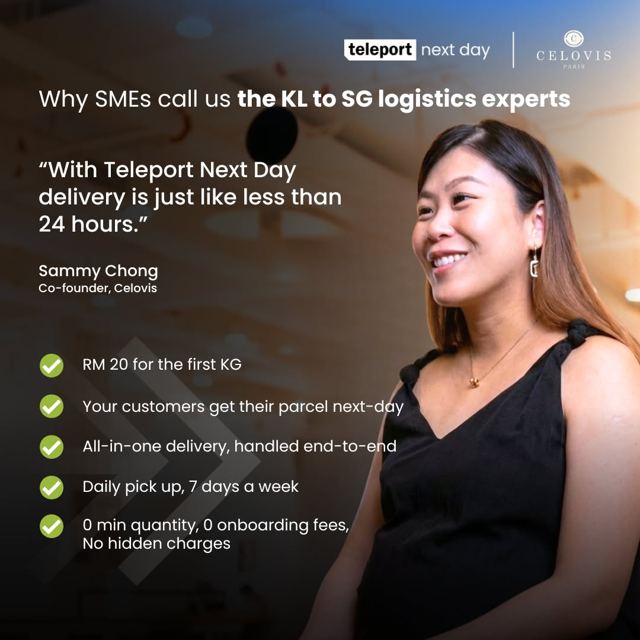 teleport next day
CELOVIS
PARIS
Why SMEs call us the KL to SG logistics experts
“With Teleport Next Day
delivery is just like less than
24 hours.”
Sammy Chong
Co-founder, Celovis
RM 20 for the first KG
Your customers get their parcel next-day
All-in-one delivery, handled end-to-end
Daily pick up, 7 days a week
0 min quantity, 0 onboarding fees,
No hidden charges